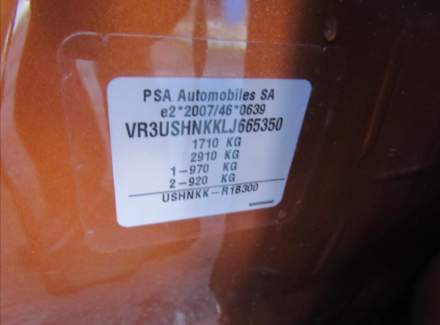 PSA Automobiles SA
e2*2007/46*0639
VR3USHNKKLJ665350
1710 KG
2910 KG
1-970 KG
2-920 KG
USHNKK-R1B300